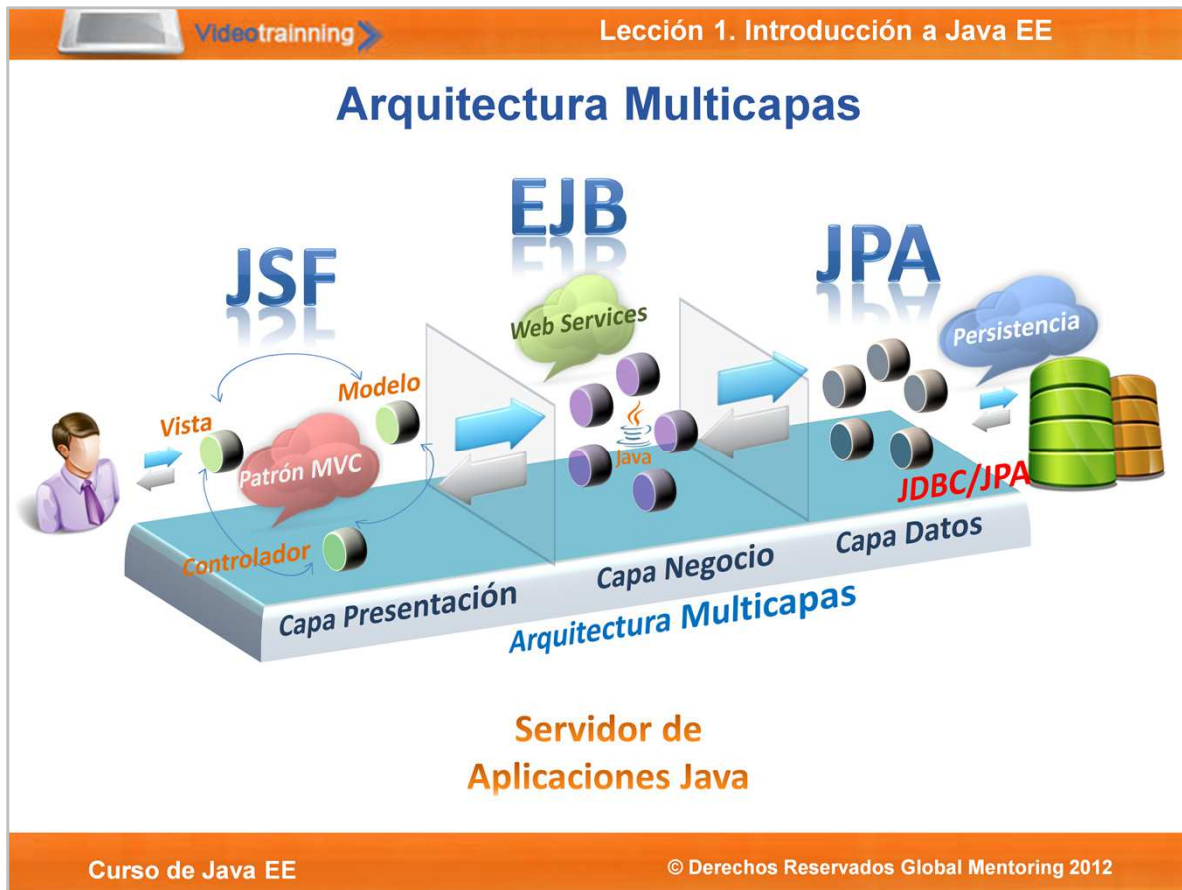 Videotrainning
Lección 1. Introducción a Java EE
Arquitectura Multicapas
JSF
EJB
JPA
Web Services
Persistencia
Modelo
Vista
Patrón MVC
Java
JDBC/JPA
Controlador
Capa Presentación
Capa Negocio
Capa Datos
Arquitectura Multicapas
Servidor de
Aplicaciones Java
Curso de Java EE
© Derechos Reservados Global Mentoring 2012